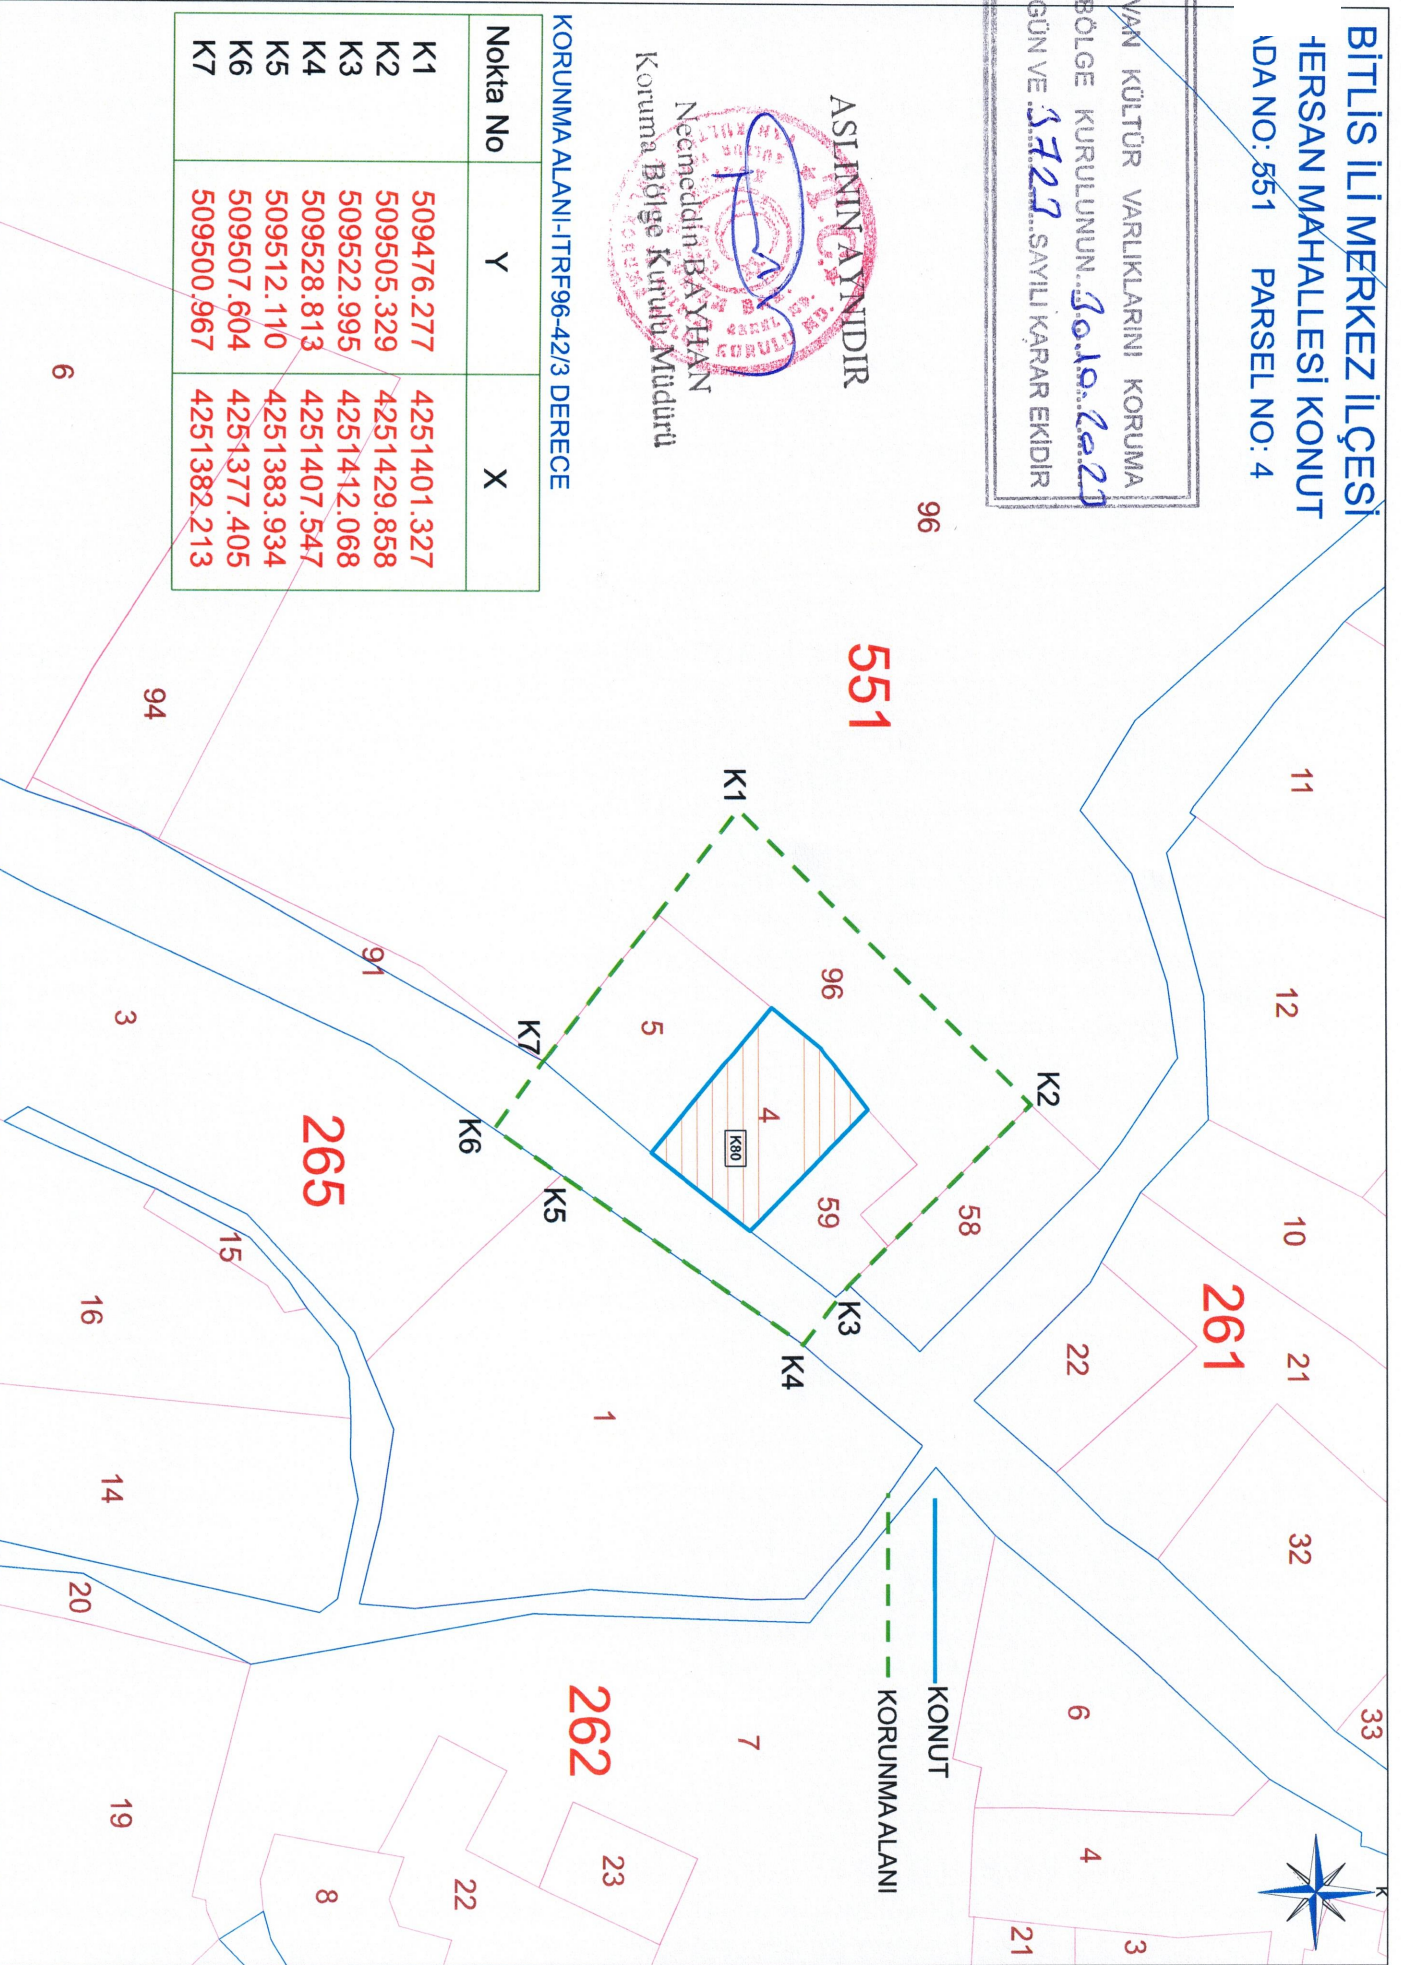 BİTLİS İLİ MERKEZ İLÇESİ
HERSAN MAHALLESİ KONUT
ADA NO: 551 PARSEL NO: 4
VAN KÜLTÜR VARLIKLARINI KORUMA
BÖLGE KURULUNUN 30.10.2023
GÜN VE 3723 SAYILI KARAR EKİDİR
ASLININ AYNIDIR
Necmeddin BAYHAN
Koruma Bölge Kurulu Müdürü
KORUNMA ALANI-ITRF96-42/3 DERECE
Nokta No Y X
K1 509476.277 4251401.327
K2 509505.329 4251429.858
K3 509522.995 4251412.068
K4 509528.813 4251407.547
K5 509512.110 4251383.934
K6 509507.604 4251377.405
K7 509500.967 4251382.213
K
33
11
12
10
21
32
261
22
6
4
3
21
96
551
K1
K2
96
58
59
5
4
K80
K3
K4
K7
K6
K5
KONUT
KORUNMA ALANI
94
6
91
3
265
15
16
1
14
20
7
262
23
22
8
19